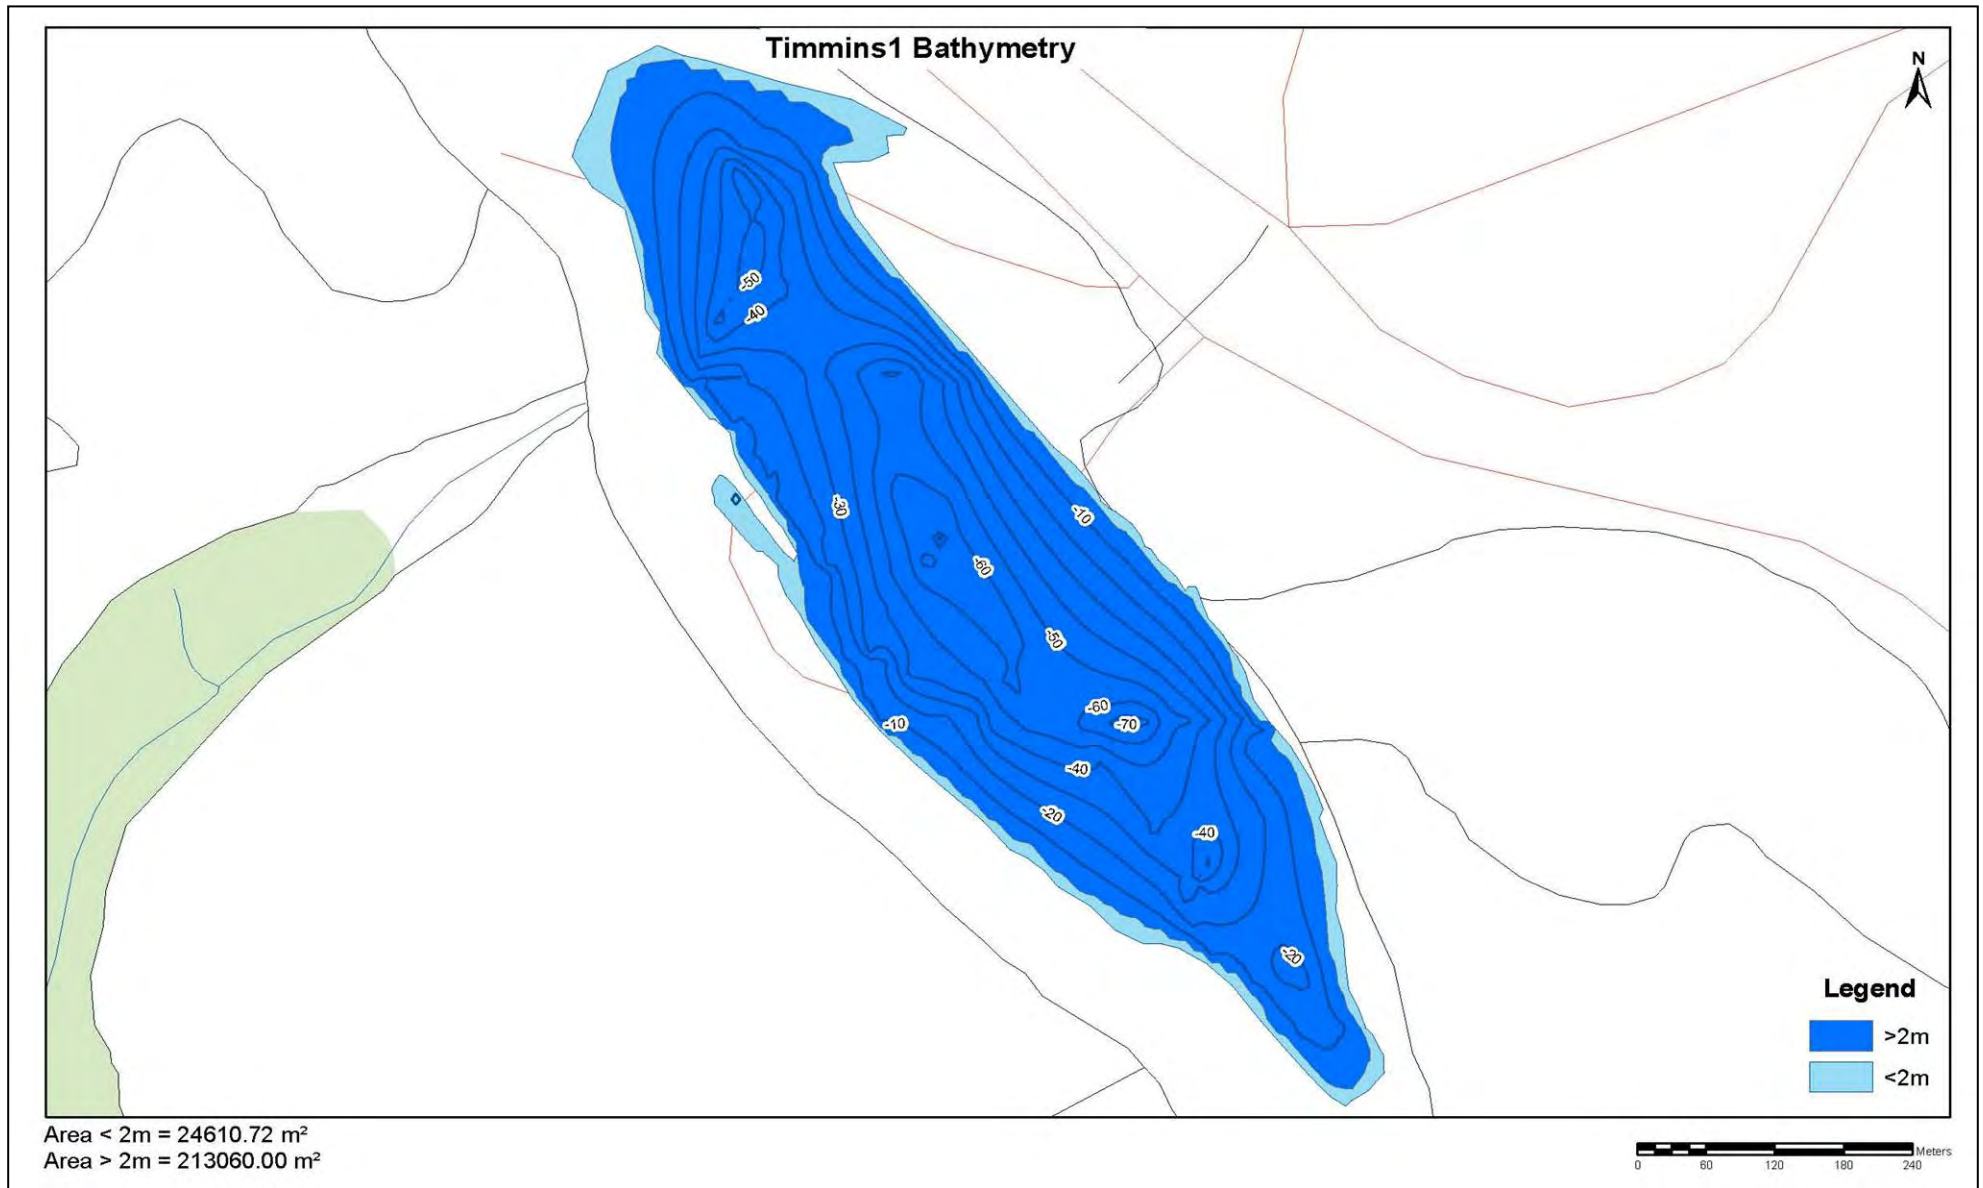 Timmins1 Bathymetry
N
-50
-40
-30
-10
-60
-50
-60
-70
-10
-40
-20
-40
-20
Legend
>2m
<2m
Area < 2m = 24610.72 m²
Area > 2m = 213060.00 m²
Meters
0 60 120 180 240